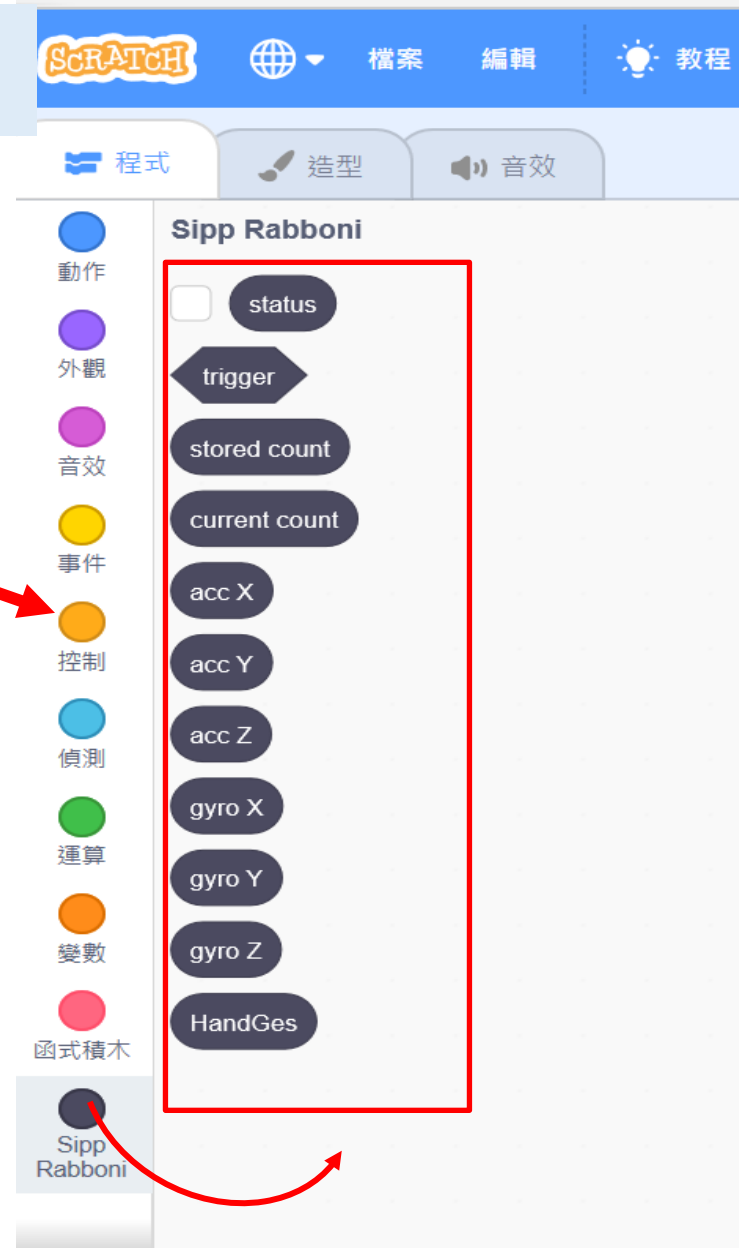 SCRATCH 檔案 編輯 教程
程式 造型 音效
動作
外觀
音效
事件
控制
偵測
運算
變數
函式積木
Sipp
Rabboni
Sipp Rabboni
status
trigger
stored count
current count
acc X
acc Y
acc Z
gyro X
gyro Y
gyro Z
HandGes